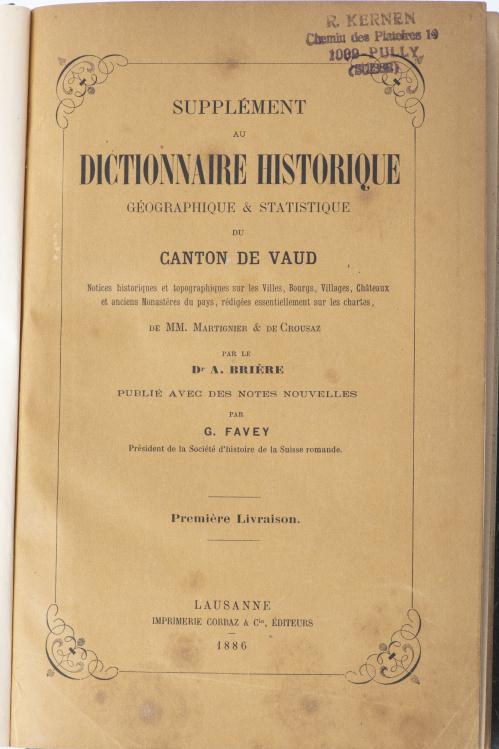 R. KERNEN
Chemin des Plateires 10
1009 PULLY
(SUISSE)
SUPPLÉMENT
AU
DICTIONNAIRE HISTORIQUE
GÉOGRAPHIQUE & STATISTIQUE
DU
CANTON DE VAUD
Notices historiques et topographiques sur les Villes, Bourgs, Villages, Châteaux
et anciens Monastères du pays, rédigées essentiellement sur les chartes,
DE MM. MARTIGNIER & DE CROUSAZ
PAR LE
Dr A. BRIÈRE
PUBLIÉ AVEC DES NOTES NOUVELLES
PAR
G. FAVEY
Président de la Société d'histoire de la Suisse romande.
Première Livraison.
LAUSANNE
IMPRIMERIE CORBAZ & Cie, ÉDITEURS
1886